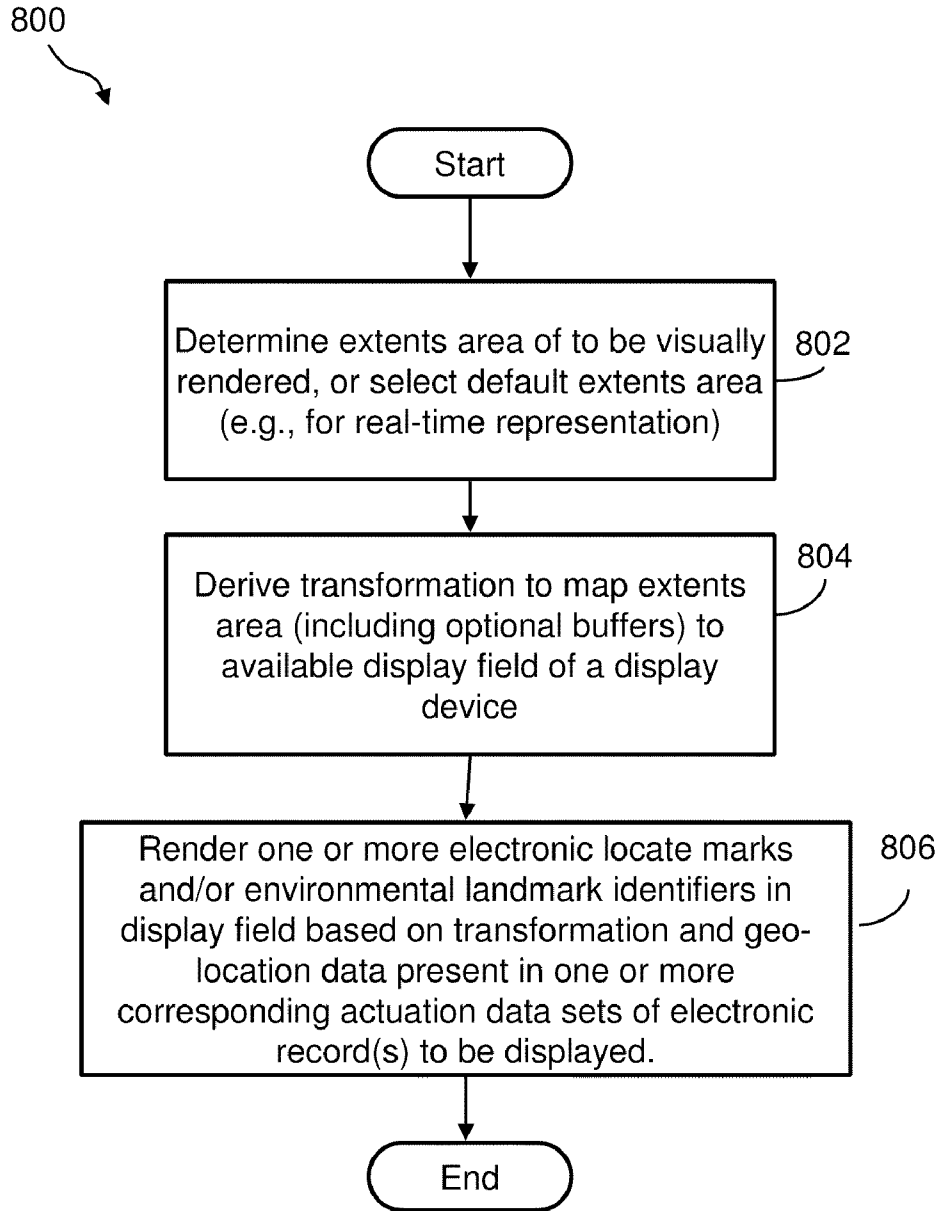 800
Start
Determine extents area of to be visually
rendered, or select default extents area
(e.g., for real-time representation)
802
Derive transformation to map extents
area (including optional buffers) to
available display field of a display
device
804
Render one or more electronic locate marks
and/or environmental landmark identifiers in
display field based on transformation and geo-
location data present in one or more
corresponding actuation data sets of electronic
record(s) to be displayed.
806
End